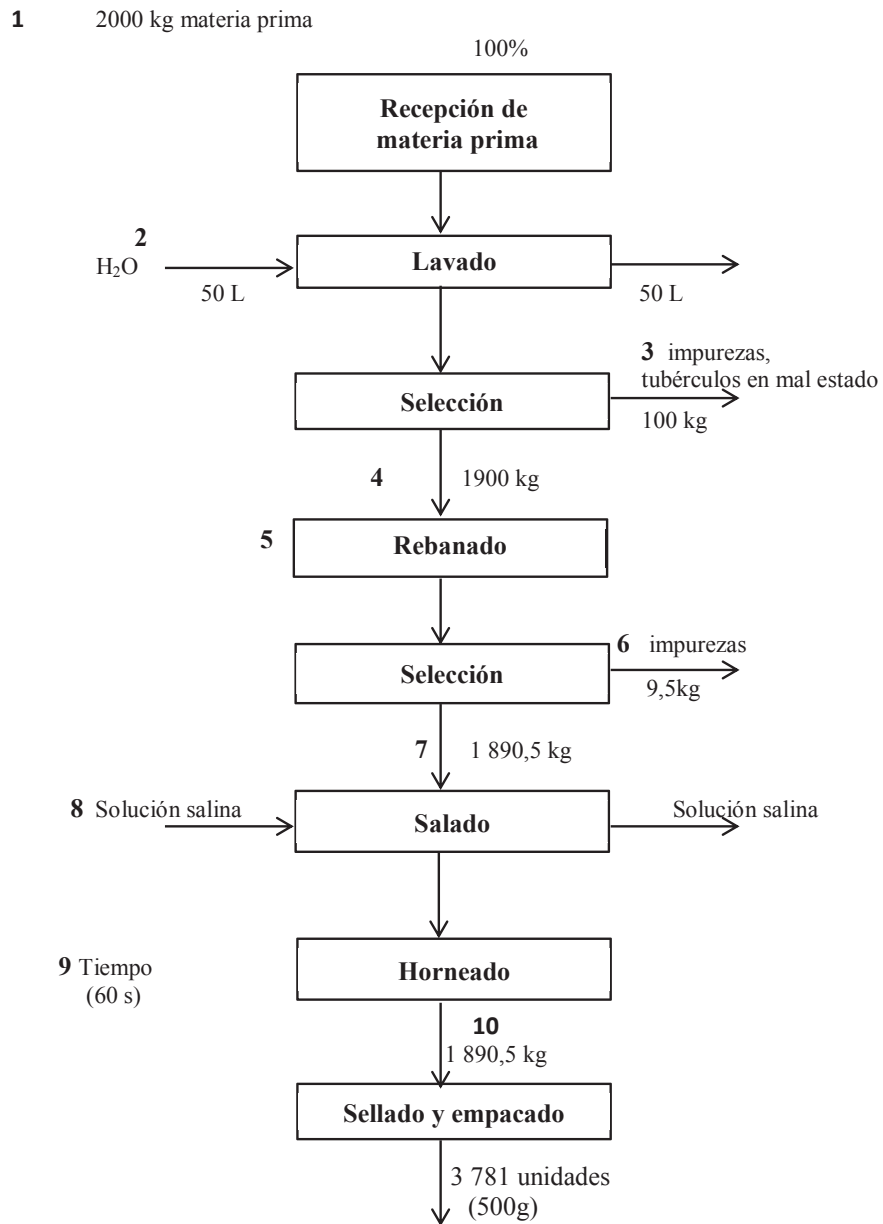 1 2000 kg materia prima
100%
Recepción de
materia prima
2
H₂O
50 L
Lavado
50 L
3 impurezas,
tubérculos en mal estado
Selección
100 kg
4 1900 kg
5 Rebanado
6 impurezas
Selección
9,5kg
7 1 890,5 kg
8 Solución salina
Salado
Solución salina
9 Tiempo
(60 s)
Horneado
10
1 890,5 kg
Sellado y empacado
3 781 unidades
(500g)